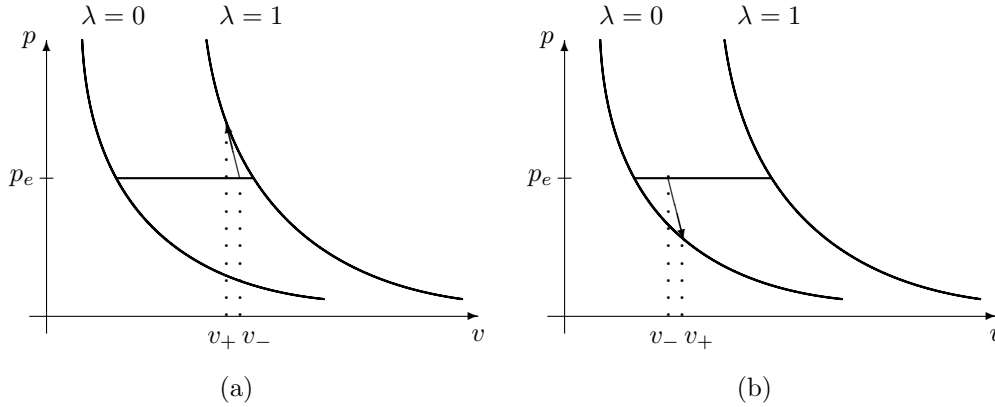 λ = 0 λ = 1
p
p_e
v_+ v_- v
(a)
λ = 0 λ = 1
p
p_e
v_- v_+ v
(b)